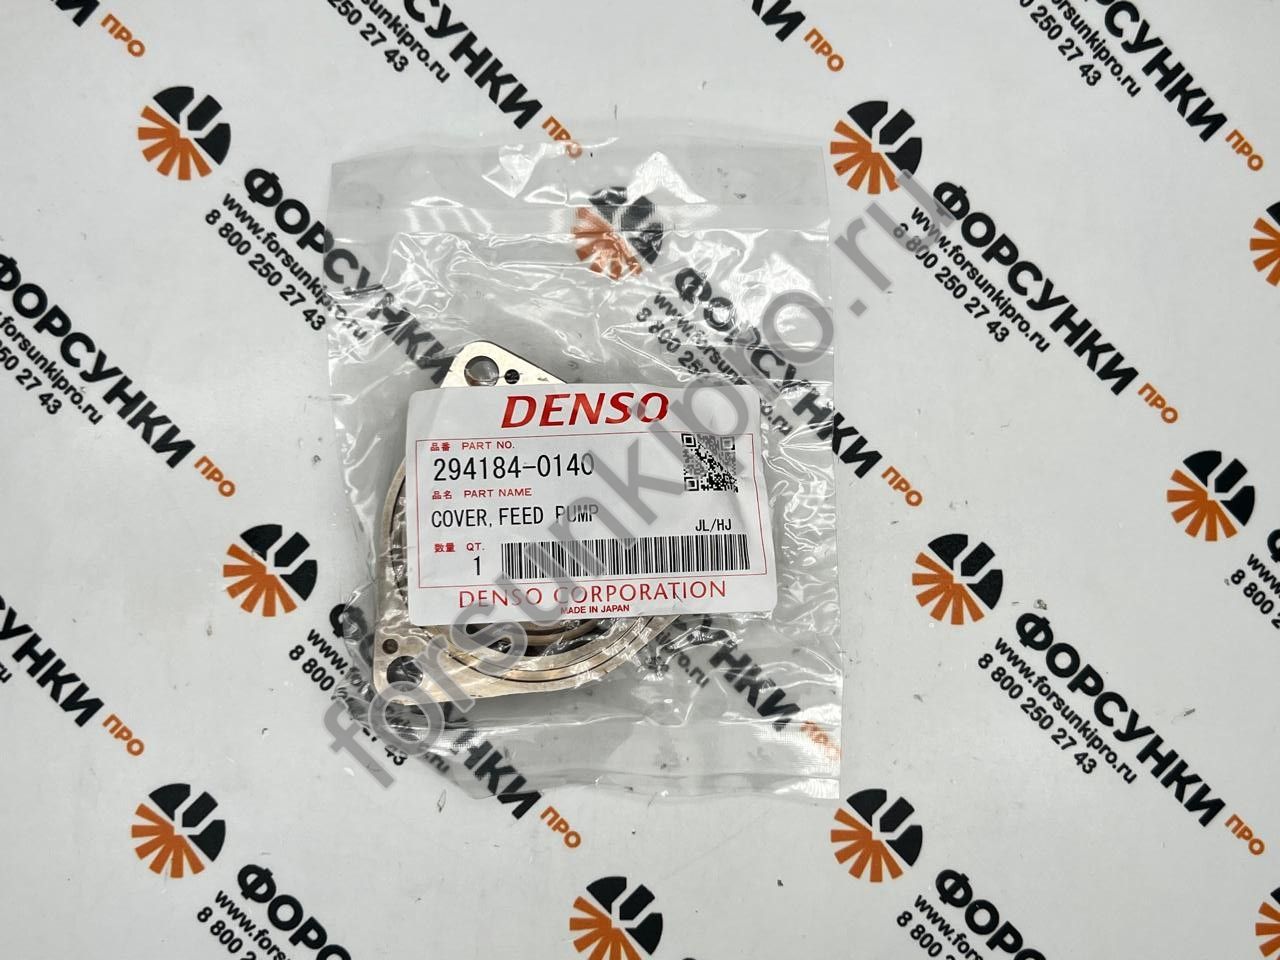 DENSO
品番 PART NO.
294184-0140
品名 PART NAME
COVER, FEED PUMP
JL/HJ
数量 QT.
1
DENSO CORPORATION
MADE IN JAPAN
forsunkipro.ru
ФОРСУНКИ ПРО
www.forsunkipro.ru
8 800 250 27 43